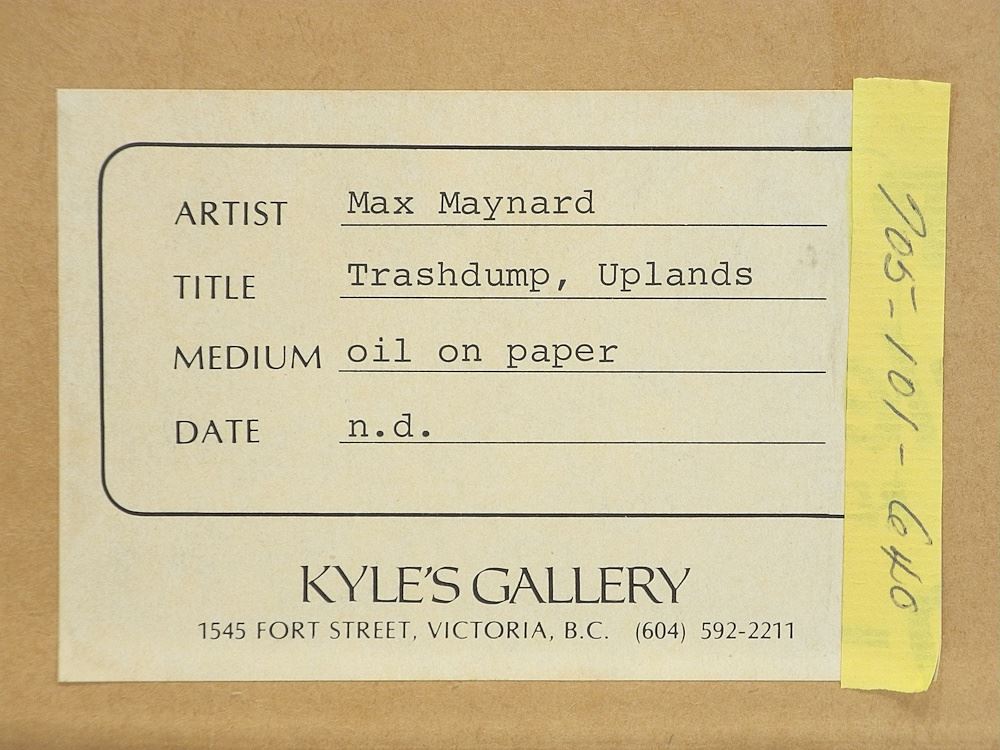 ARTIST Max Maynard
TITLE Trashdump, Uplands
MEDIUM oil on paper
DATE n.d.
KYLE'S GALLERY
1545 FORT STREET, VICTORIA, B.C. (604) 592-2211
705-101-640